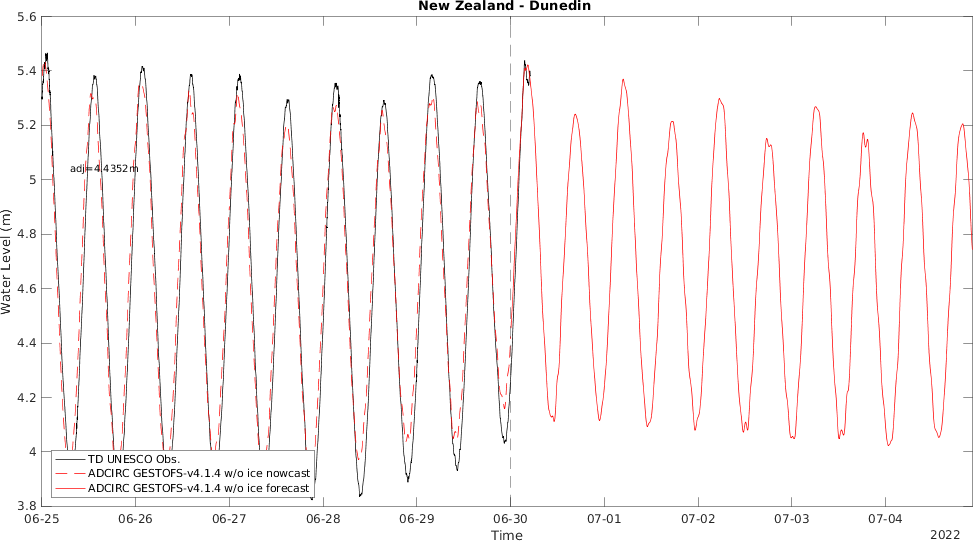 New Zealand - Dunedin
Water Level (m)
5.6
5.4
5.2
5
4.8
4.6
4.4
4.2
4
3.8
adj=4.4352m
TD UNESCO Obs.
ADCIRC GESTOFS-v4.1.4 w/o ice nowcast
ADCIRC GESTOFS-v4.1.4 w/o ice forecast
06-25 06-26 06-27 06-28 06-29 06-30 07-01 07-02 07-03 07-04
Time
2022